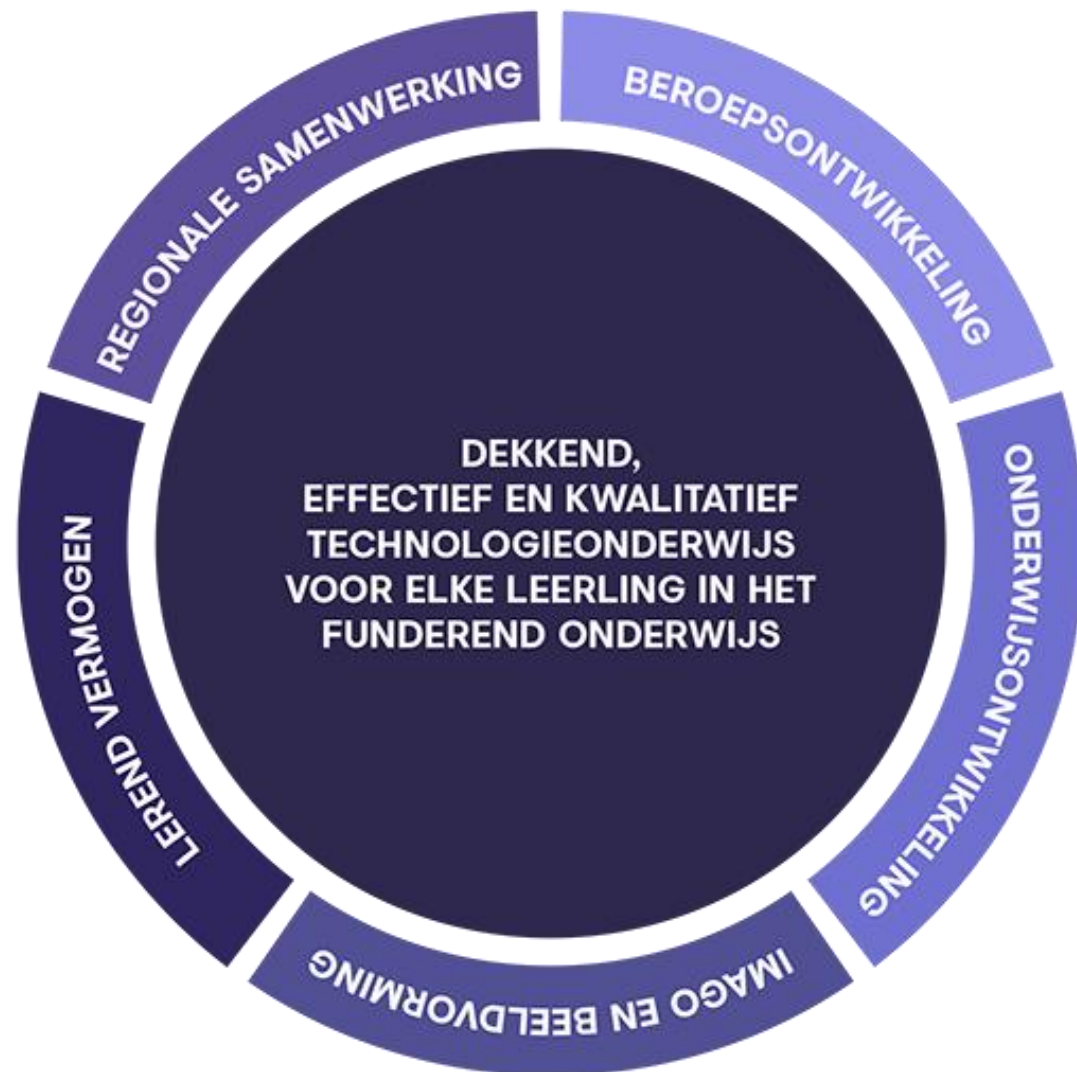 REGIONALE SAMENWERKING
BEROEPSONTWIKKELING
ONDERWIJSONTWIKKELING
IMAGO EN BEELDVORMING
LEREND VERMOGEN
DEKKEND,
EFFECTIEF EN KWALITATIEF
TECHNOLOGIEONDERWIJS
VOOR ELKE LEERLING IN HET
FUNDEREND ONDERWIJS